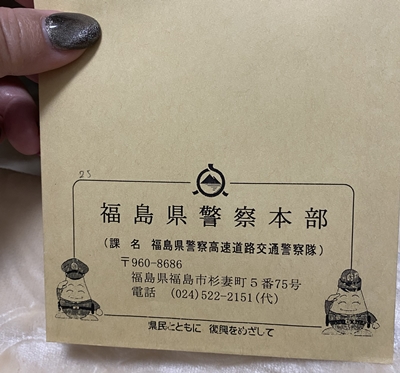 25
福島県警察本部
(課 名 福島県警察高速道路交通警察隊)
〒960-8686
福島県福島市杉妻町5番75号
電話 (024)522-2151(代)
県民とともに 復興をめざして